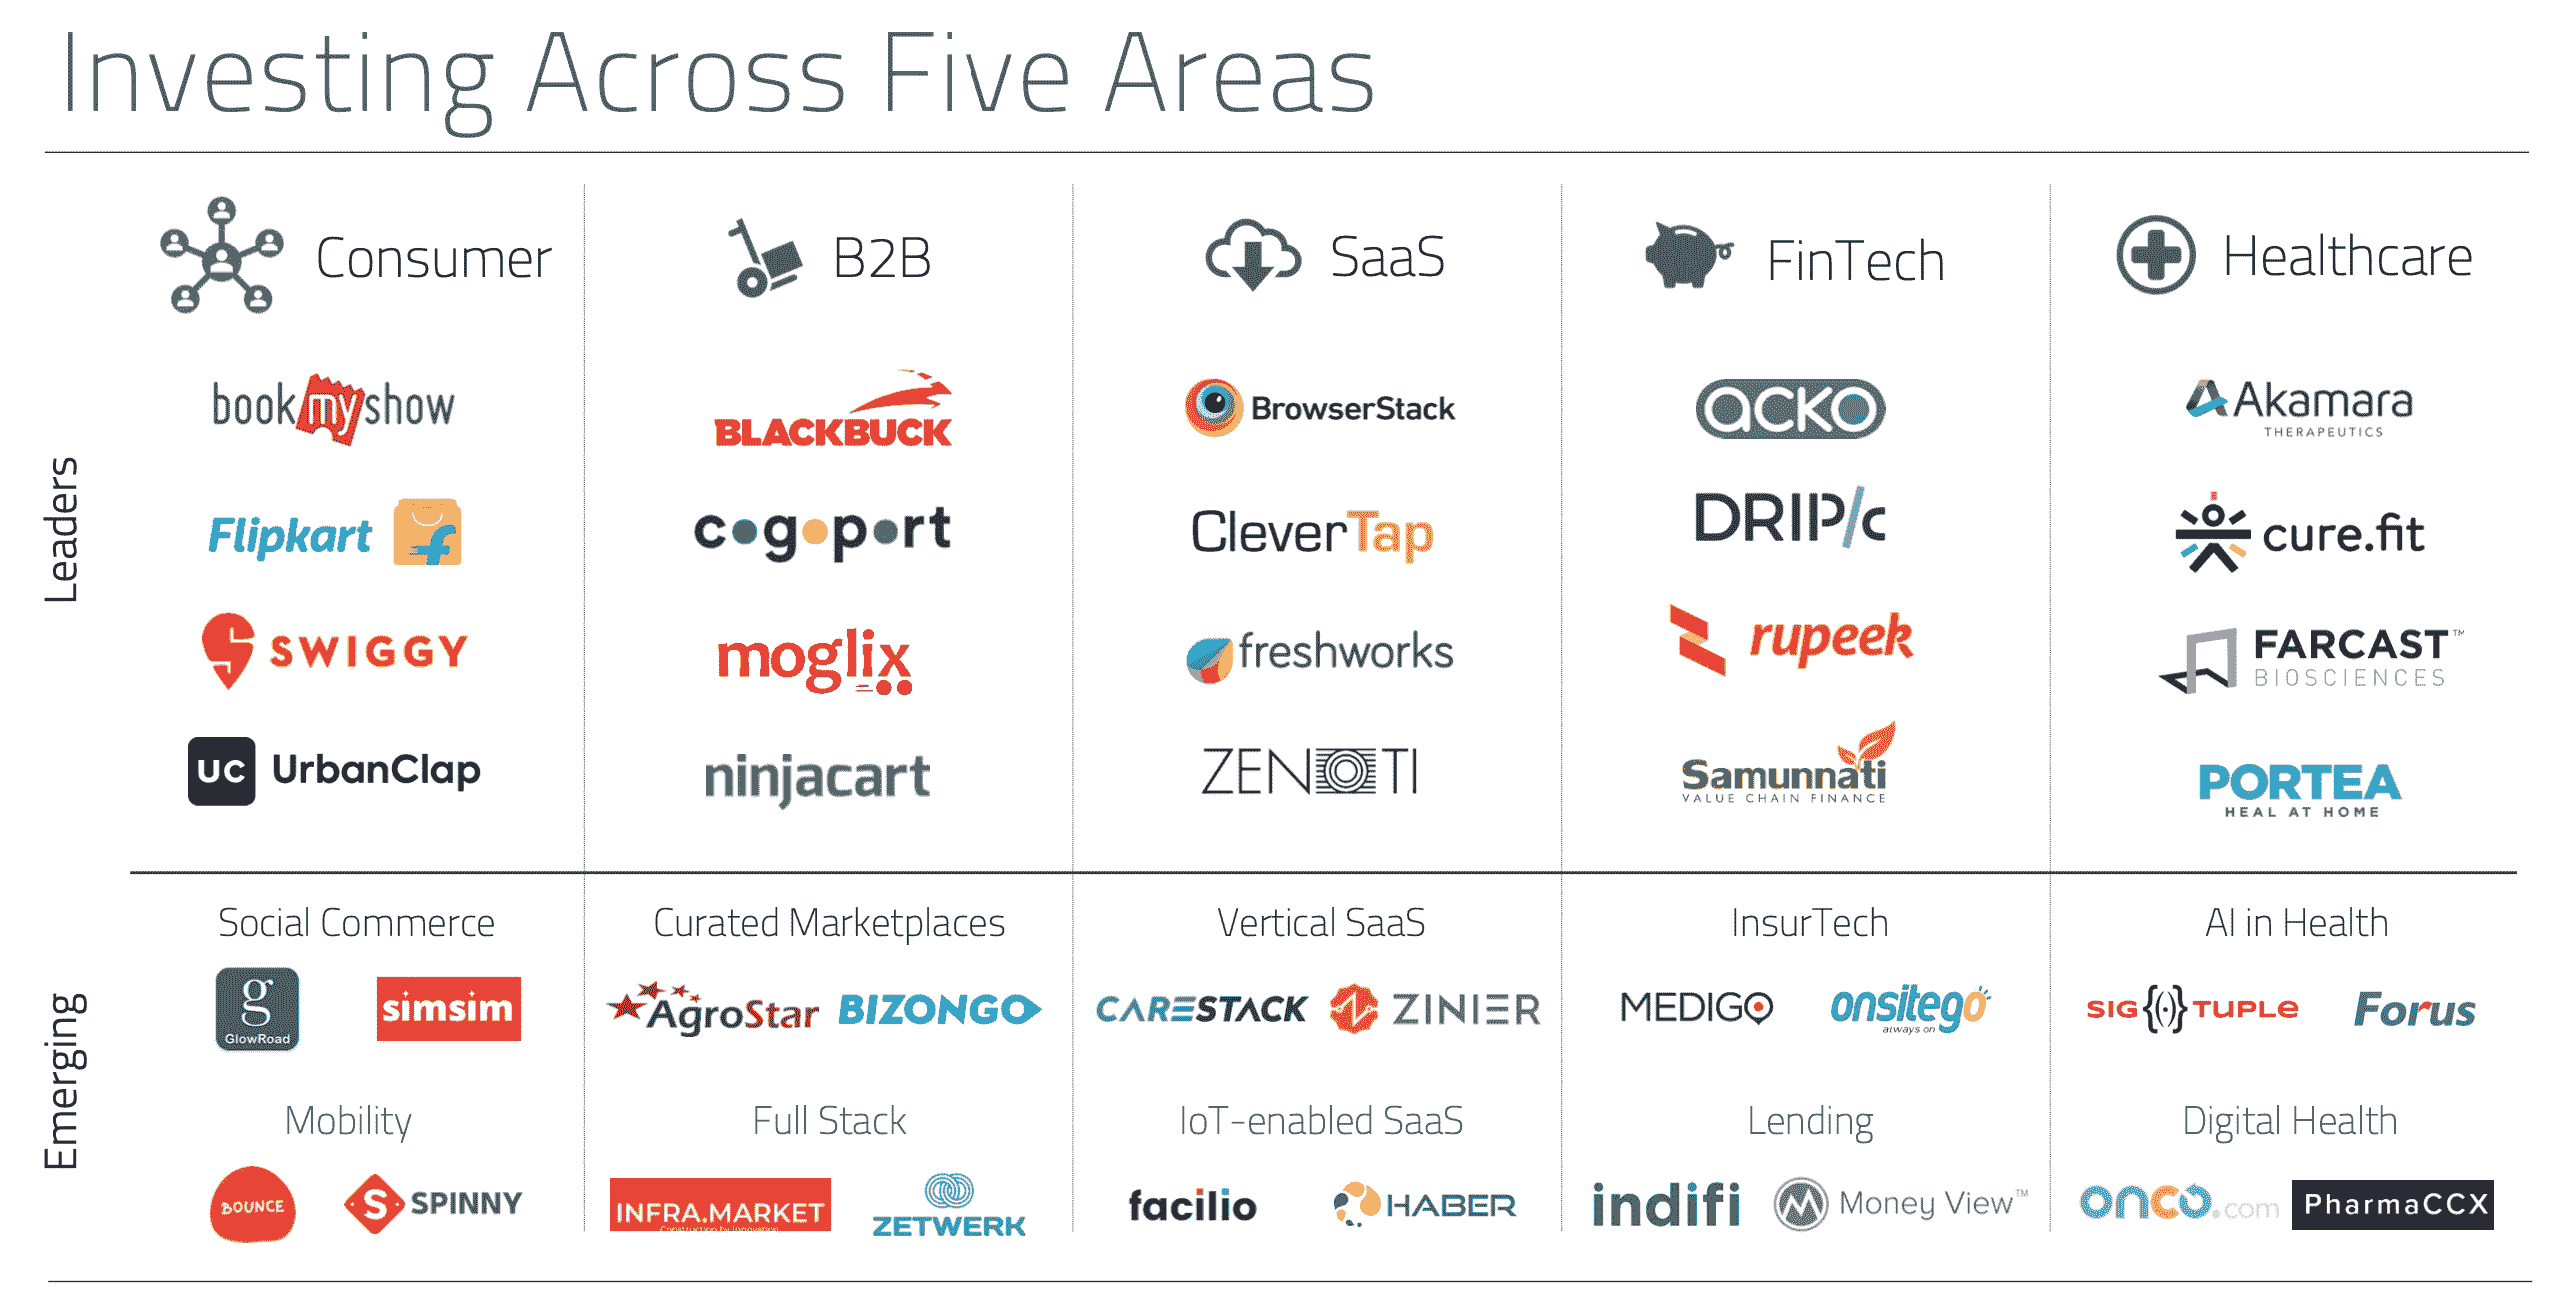 Investing Across Five Areas
Consumer
B2B
SaaS
FinTech
Healthcare
Leaders
bookmyshow
BLACKBUCK
BrowserStack
acko
Akamara
THERAPEUTICS
Flipkart
cogoport
CleverTap
DRIP/c
cure.fit
SWIGGY
moglix
freshworks
rupeek
FARCAST™
BIOSCIENCES
UC UrbanClap
ninjacart
ZENOTI
Samunnati
VALUE CHAIN FINANCE
PORTEA
HEAL AT HOME
Emerging
Social Commerce
Curated Marketplaces
Vertical SaaS
InsurTech
AI in Health
g
GlowRoad
simsim
AgroStar
BIZONGO
CARESTACK
ZINIER
MEDIGO
onsitego
always on
SIG{(·)}TUPLE
Forus
Mobility
Full Stack
IoT-enabled SaaS
Lending
Digital Health
BOUNCE
S SPINNY
INFRA.MARKET
Construction by Innovation
ZETWERK
facilio
HABER
indifi
Money View™
onco.com
PharmaCCX